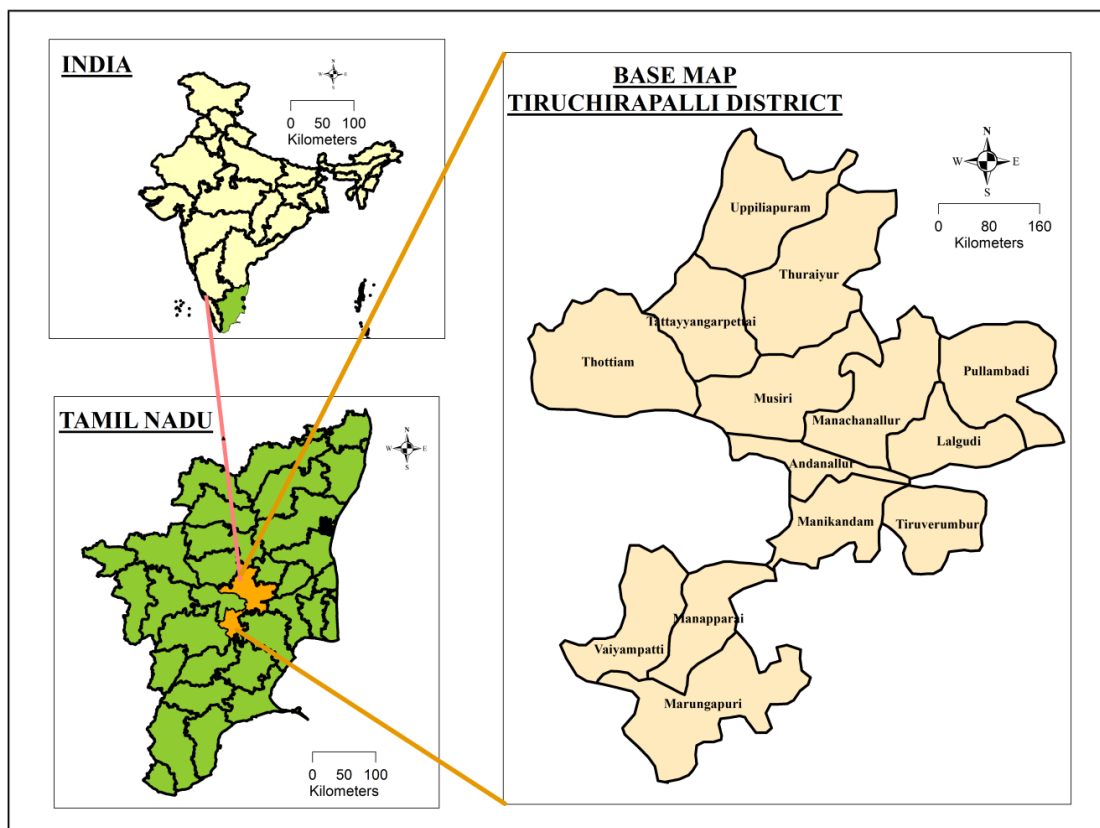 INDIA
N
W E
S
0 50 100
Kilometers
TAMIL NADU
N
W E
S
0 50 100
Kilometers
BASE MAP
TIRUCHIRAPALLI DISTRICT
N
W E
S
0 80 160
Kilometers
Uppiliapuram
Thuraiyur
Tattayyangarpetrai
Thottiam
Pullambadi
Musiri
Manachanallur
Lalgudi
Andanallur
Manikandam
Tiruverumbur
Manapparai
Vaiyampatti
Marungapuri